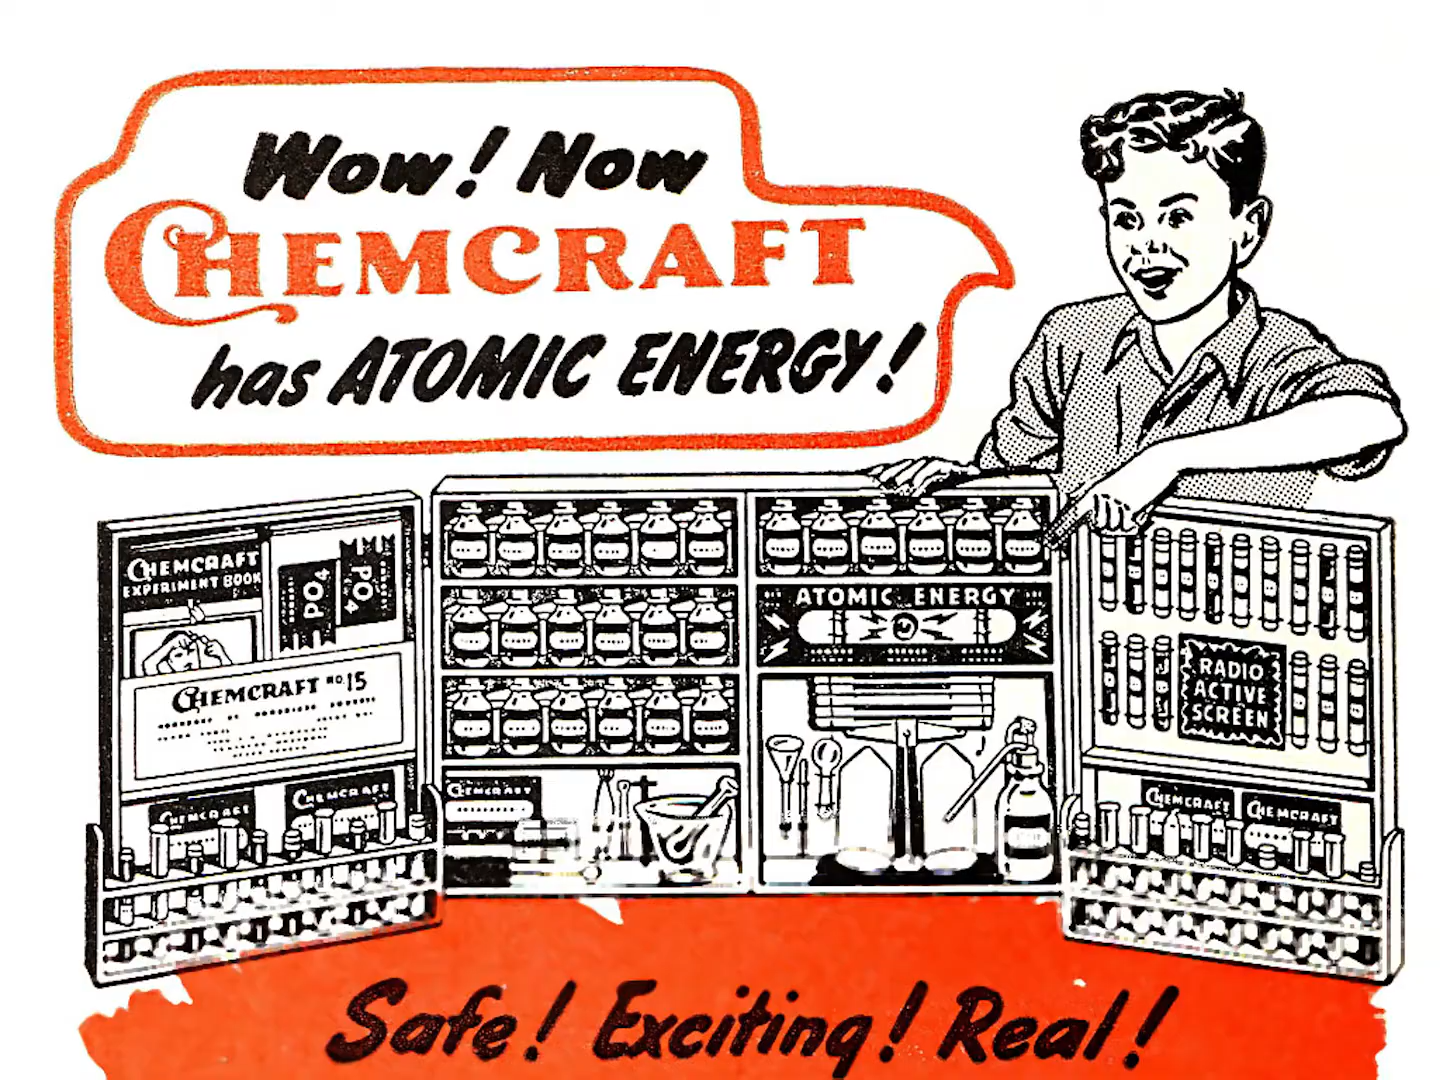 Wow! Now
CHEMCRAFT
has ATOMIC ENERGY!
CHEMCRAFT
EXPERIMENT BOOK
PO4
PO4
CHEMCRAFT NO. 15
ATOMIC ENERGY
RADIO
ACTIVE
SCREEN
CHEMCRAFT
CHEMCRAFT
CHEMCRAFT
CHEMCRAFT
CHEMCRAFT
Safe! Exciting! Real!